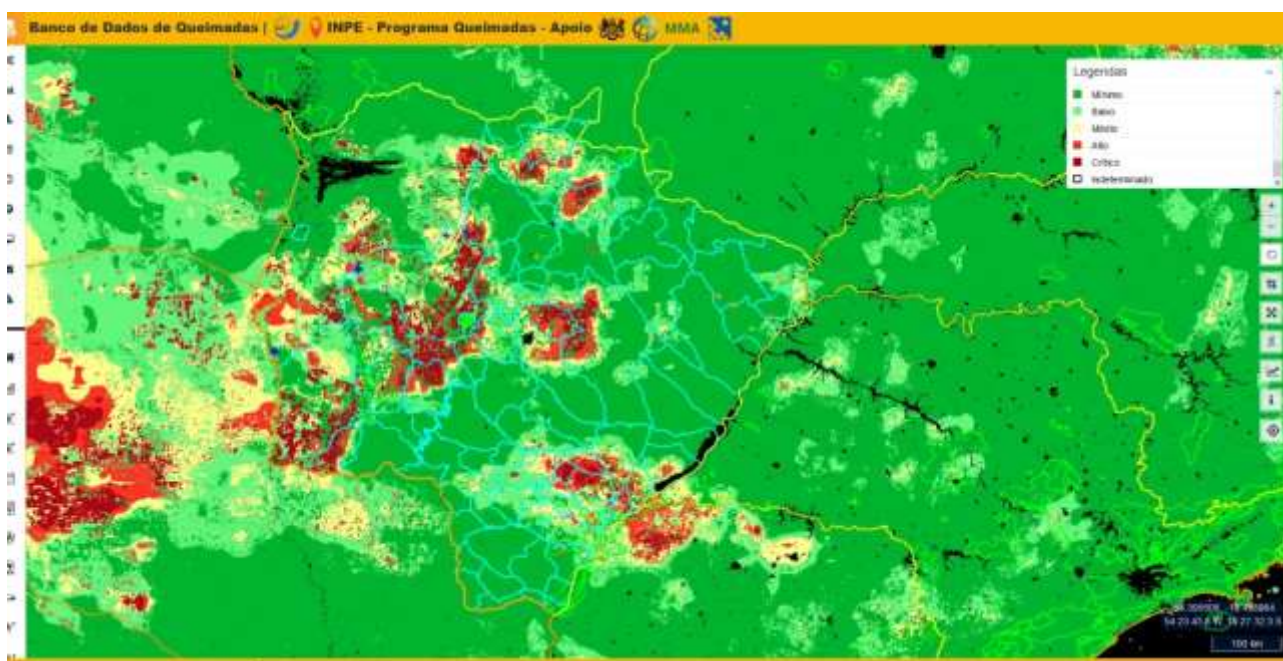 Banco de Dados de Queimadas | INPE - Programa Queimadas - Apoio MMA
Legendas
Mínimo
Baixo
Médio
Alto
Crítico
Indeterminado
100 km